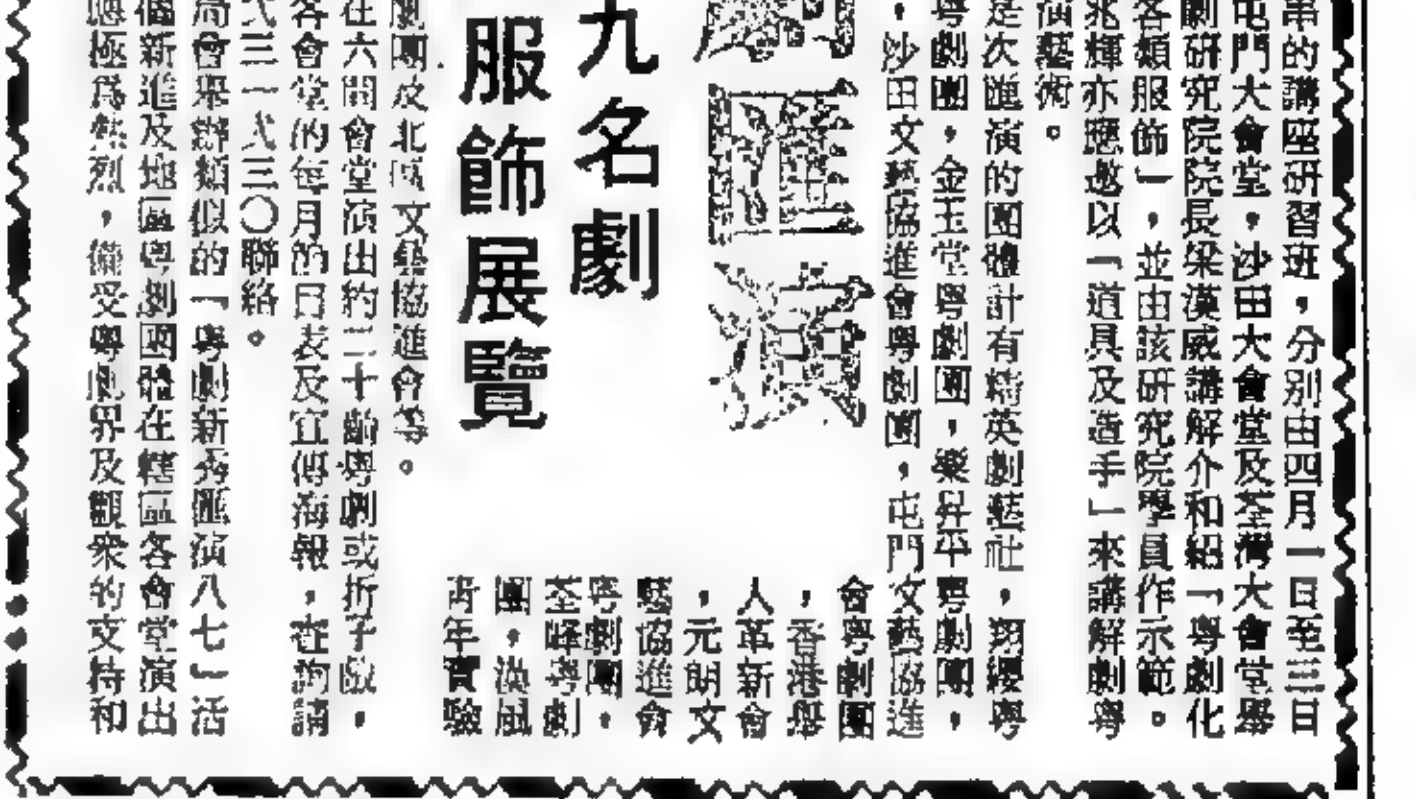 劇匯演
九名劇
服飾展覽
串的講座研習班，分別由四月一日至三日
屯門大會堂，沙田大會堂及荃灣大會堂舉
劇研究院院長梁漢威講解介和紹「粵劇化
各類服飾」，並由該研究院學員作示範。
兆輝亦應邀以「道具及造手」來講解劇粵
演藝術。
是次匯演的團體計有精英劇藝社，翔纓粵
粵劇團，金玉堂粵劇團，樂昇平粵劇團，
，沙田文藝協進會粵劇團，屯門文藝協進
會粵劇團
，香港粵
人革新會
，元朗文
藝協進會
粵劇團，
荃峰粵劇
團，漢風
青年實驗
劇團及北區文藝協進會等。
在六間會堂演出約二十齣粵劇或折子戲，
各會堂的每月的日表及宣傳海報，查詢請
式三一式三〇聯絡。
局會舉辦類似的「粵劇新秀匯演八七」活
個新進及地區粵劇團體在轄區各會堂演出
應極為熱烈，備受粵劇界及觀衆的支持和